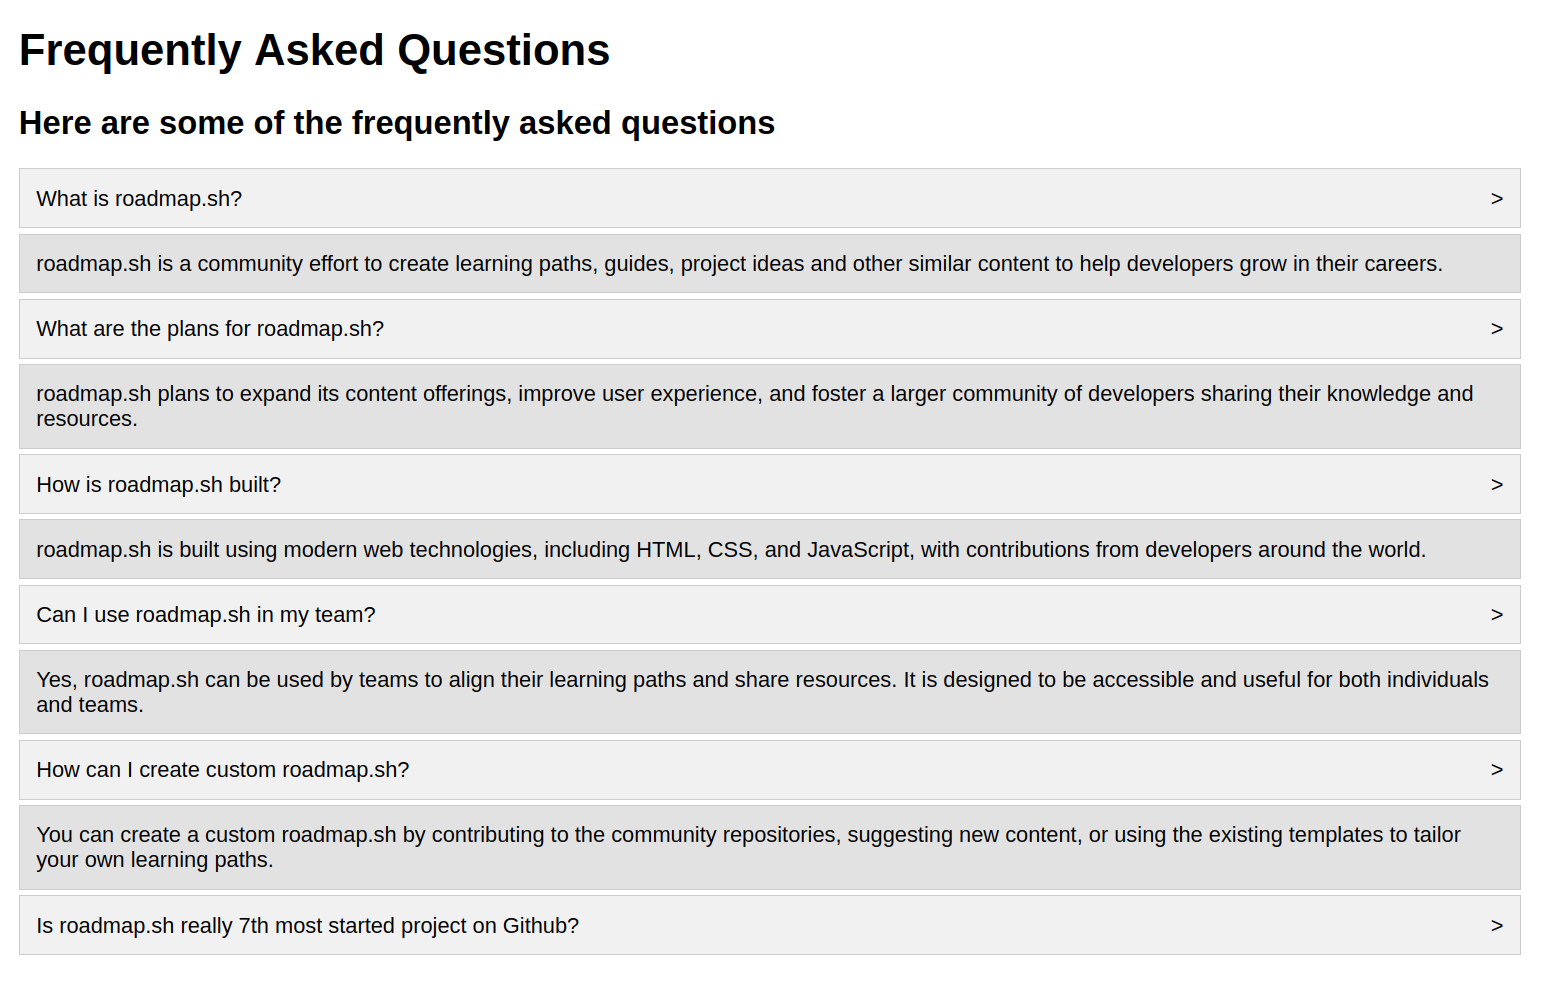 Frequently Asked Questions
Here are some of the frequently asked questions
What is roadmap.sh? >
roadmap.sh is a community effort to create learning paths, guides, project ideas and other similar content to help developers grow in their careers.
What are the plans for roadmap.sh? >
roadmap.sh plans to expand its content offerings, improve user experience, and foster a larger community of developers sharing their knowledge and
resources.
How is roadmap.sh built? >
roadmap.sh is built using modern web technologies, including HTML, CSS, and JavaScript, with contributions from developers around the world.
Can I use roadmap.sh in my team? >
Yes, roadmap.sh can be used by teams to align their learning paths and share resources. It is designed to be accessible and useful for both individuals
and teams.
How can I create custom roadmap.sh? >
You can create a custom roadmap.sh by contributing to the community repositories, suggesting new content, or using the existing templates to tailor
your own learning paths.
Is roadmap.sh really 7th most started project on Github? >